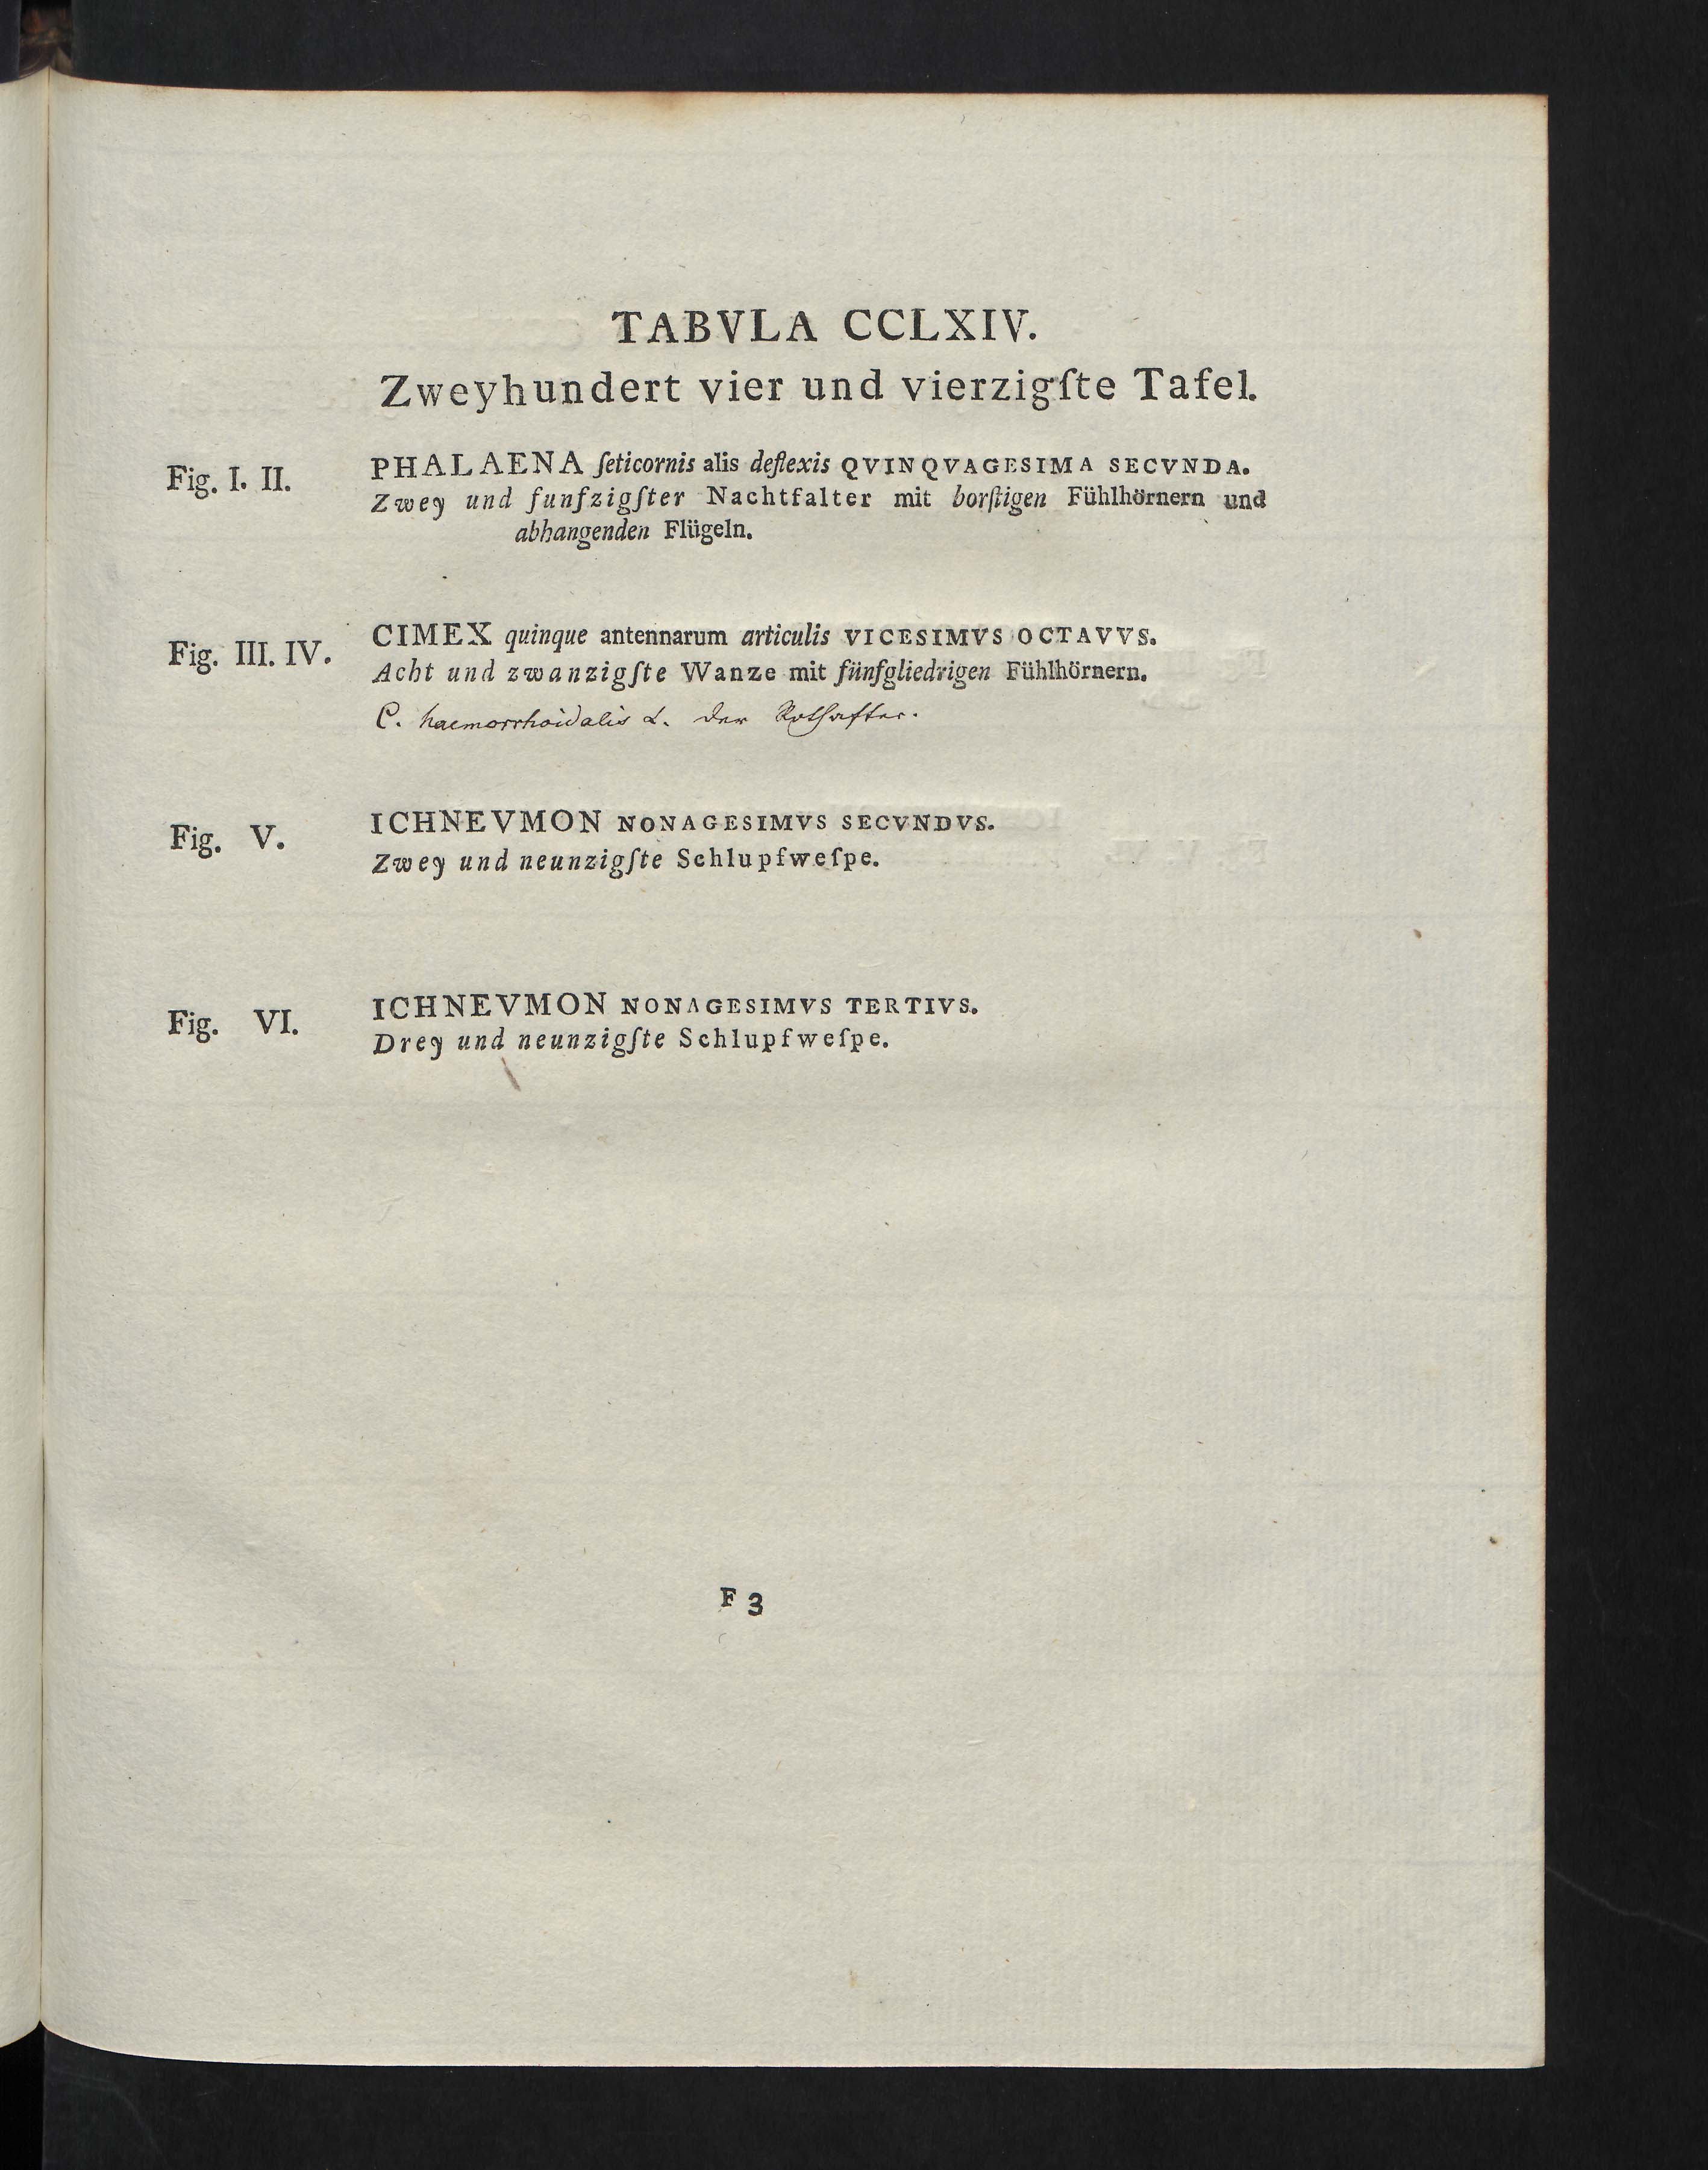 TABVLA CCLXIV.
Zweyhundert vier und vierzigſte Tafel.
Fig. I. II. PHALAENA ſeticornis alis deflexis QVINQVAGESIMA SECVNDA.
Zwey und funfzigſter Nachtfalter mit borſtigen Fühlhörnern und
abhangenden Flügeln.
Fig. III. IV. CIMEX quinque antennarum articulis VICESIMVS OCTAVVS.
Acht und zwanzigſte Wanze mit fünfgliedrigen Fühlhörnern.
C. haemorrhoidalis L. der Rothafter.
Fig. V. ICHNEVMON NONAGESIMVS SECVNDVS.
Zwey und neunzigſte Schlupfweſpe.
Fig. VI. ICHNEVMON NONAGESIMVS TERTIVS.
Drey und neunzigſte Schlupfweſpe.
F 3